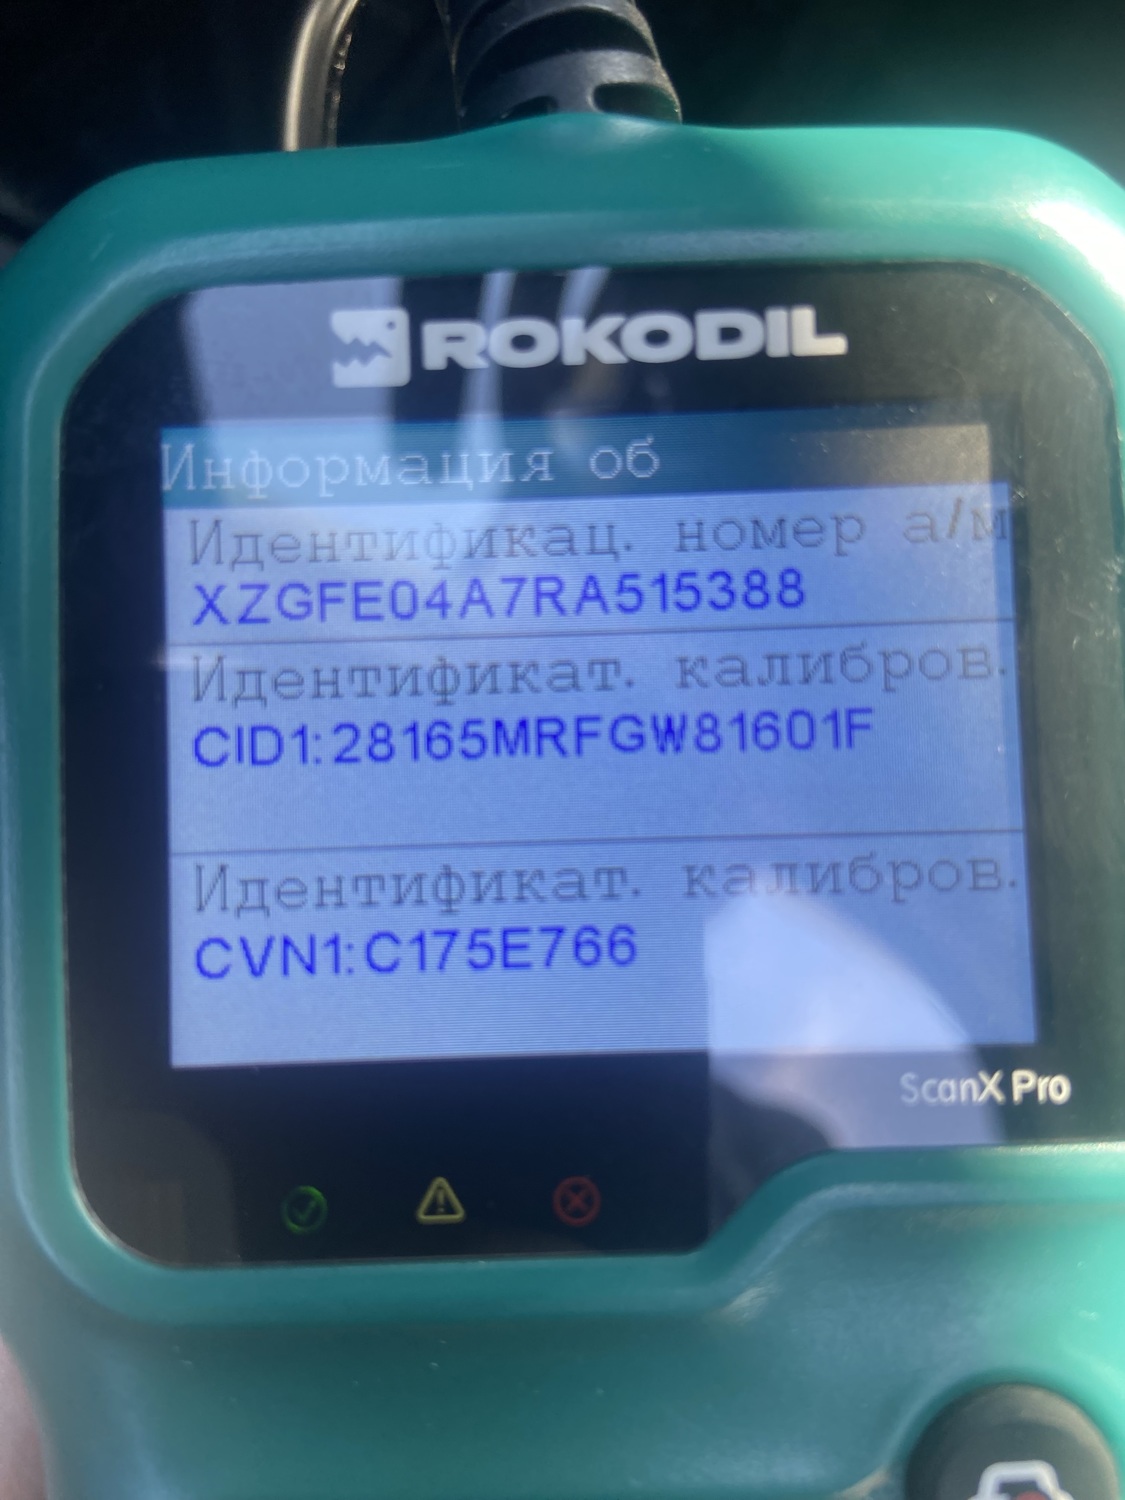 ROKODIL
Информация об
Идентификац. номер а/м
XZGFE04A7RA515388
Идентификат. калибров.
CID1:28165MRFGW81601F
Идентификат. калибров.
CVN1:C175E766
ScanX Pro